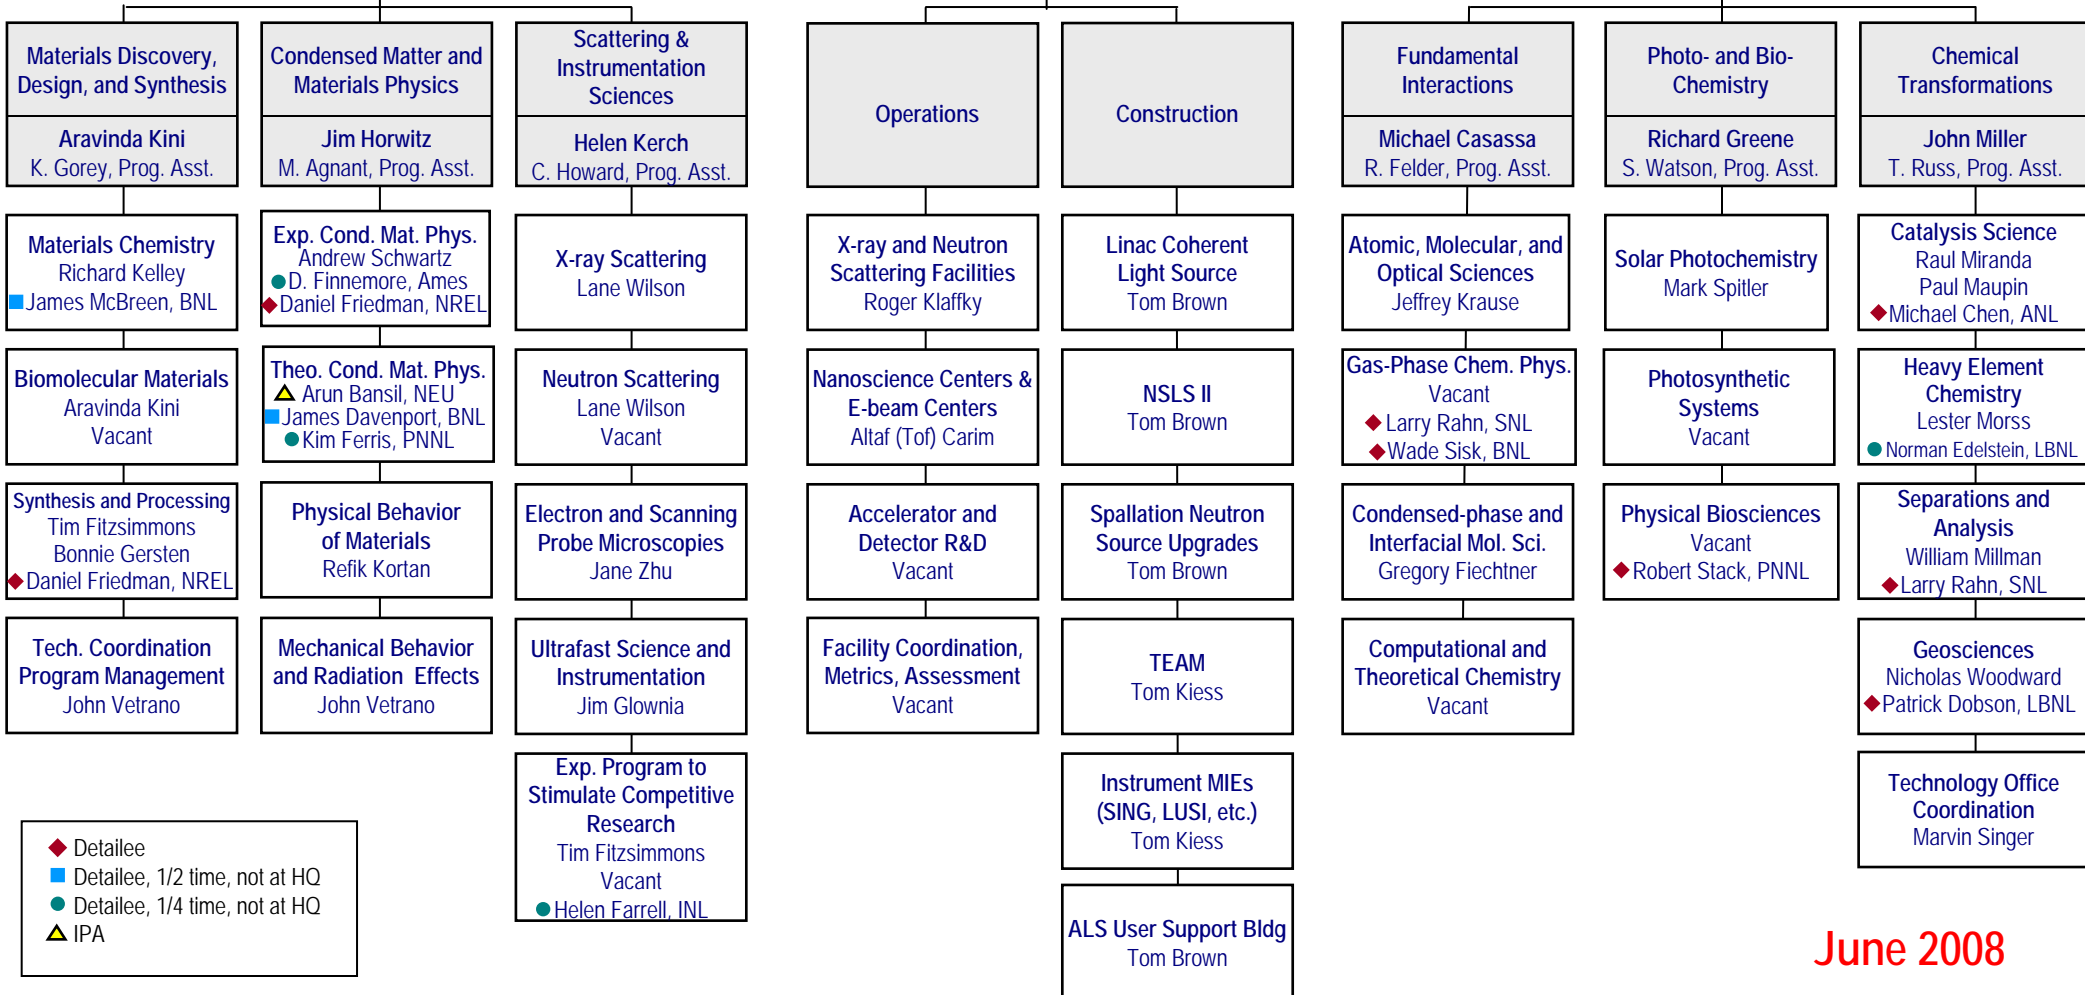 Materials Discovery,
Design, and Synthesis
Aravinda Kini
K. Gorey, Prog. Asst.
Materials Chemistry
Richard Kelley
James McBreen, BNL
Biomolecular Materials
Aravinda Kini
Vacant
Synthesis and Processing
Tim Fitzsimmons
Bonnie Gersten
Daniel Friedman, NREL
Tech. Coordination
Program Management
John Vetrano
Condensed Matter and
Materials Physics
Jim Horwitz
M. Agnant, Prog. Asst.
Exp. Cond. Mat. Phys.
Andrew Schwartz
D. Finnemore, Ames
Daniel Friedman, NREL
Theo. Cond. Mat. Phys.
Arun Bansil, NEU
James Davenport, BNL
Kim Ferris, PNNL
Physical Behavior
of Materials
Refik Kortan
Mechanical Behavior
and Radiation Effects
John Vetrano
Scattering &
Instrumentation
Sciences
Helen Kerch
C. Howard, Prog. Asst.
X-ray Scattering
Lane Wilson
Neutron Scattering
Lane Wilson
Vacant
Electron and Scanning
Probe Microscopies
Jane Zhu
Ultrafast Science and
Instrumentation
Jim Glownia
Exp. Program to
Stimulate Competitive
Research
Tim Fitzsimmons
Vacant
Helen Farrell, INL
Operations
X-ray and Neutron
Scattering Facilities
Roger Klaffky
Nanoscience Centers &
E-beam Centers
Altaf (Tof) Carim
Accelerator and
Detector R&D
Vacant
Facility Coordination,
Metrics, Assessment
Vacant
Construction
Linac Coherent
Light Source
Tom Brown
NSLS II
Tom Brown
Spallation Neutron
Source Upgrades
Tom Brown
TEAM
Tom Kiess
Instrument MIEs
(SING, LUSI, etc.)
Tom Kiess
ALS User Support Bldg
Tom Brown
Fundamental
Interactions
Michael Casassa
R. Felder, Prog. Asst.
Atomic, Molecular, and
Optical Sciences
Jeffrey Krause
Gas-Phase Chem. Phys.
Vacant
Larry Rahn, SNL
Wade Sisk, BNL
Condensed-phase and
Interfacial Mol. Sci.
Gregory Fiechtner
Computational and
Theoretical Chemistry
Vacant
Photo- and Bio-
Chemistry
Richard Greene
S. Watson, Prog. Asst.
Solar Photochemistry
Mark Spitler
Photosynthetic
Systems
Vacant
Physical Biosciences
Vacant
Robert Stack, PNNL
Chemical
Transformations
John Miller
T. Russ, Prog. Asst.
Catalysis Science
Raul Miranda
Paul Maupin
Michael Chen, ANL
Heavy Element
Chemistry
Lester Morss
Norman Edelstein, LBNL
Separations and
Analysis
William Millman
Larry Rahn, SNL
Geosciences
Nicholas Woodward
Patrick Dobson, LBNL
Technology Office
Coordination
Marvin Singer
Detailee
Detailee, 1/2 time, not at HQ
Detailee, 1/4 time, not at HQ
IPA
June 2008